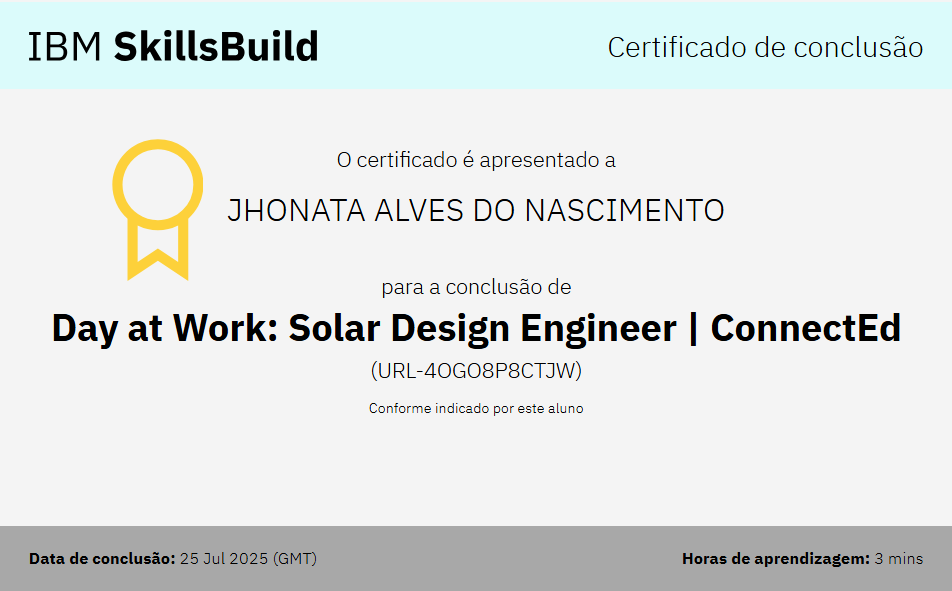 IBM SkillsBuild
Certificado de conclusão
O certificado é apresentado a
JHONATA ALVES DO NASCIMENTO
para a conclusão de
Day at Work: Solar Design Engineer | ConnectEd
(URL-4OGO8P8CTJW)
Conforme indicado por este aluno
Data de conclusão: 25 Jul 2025 (GMT)
Horas de aprendizagem: 3 mins